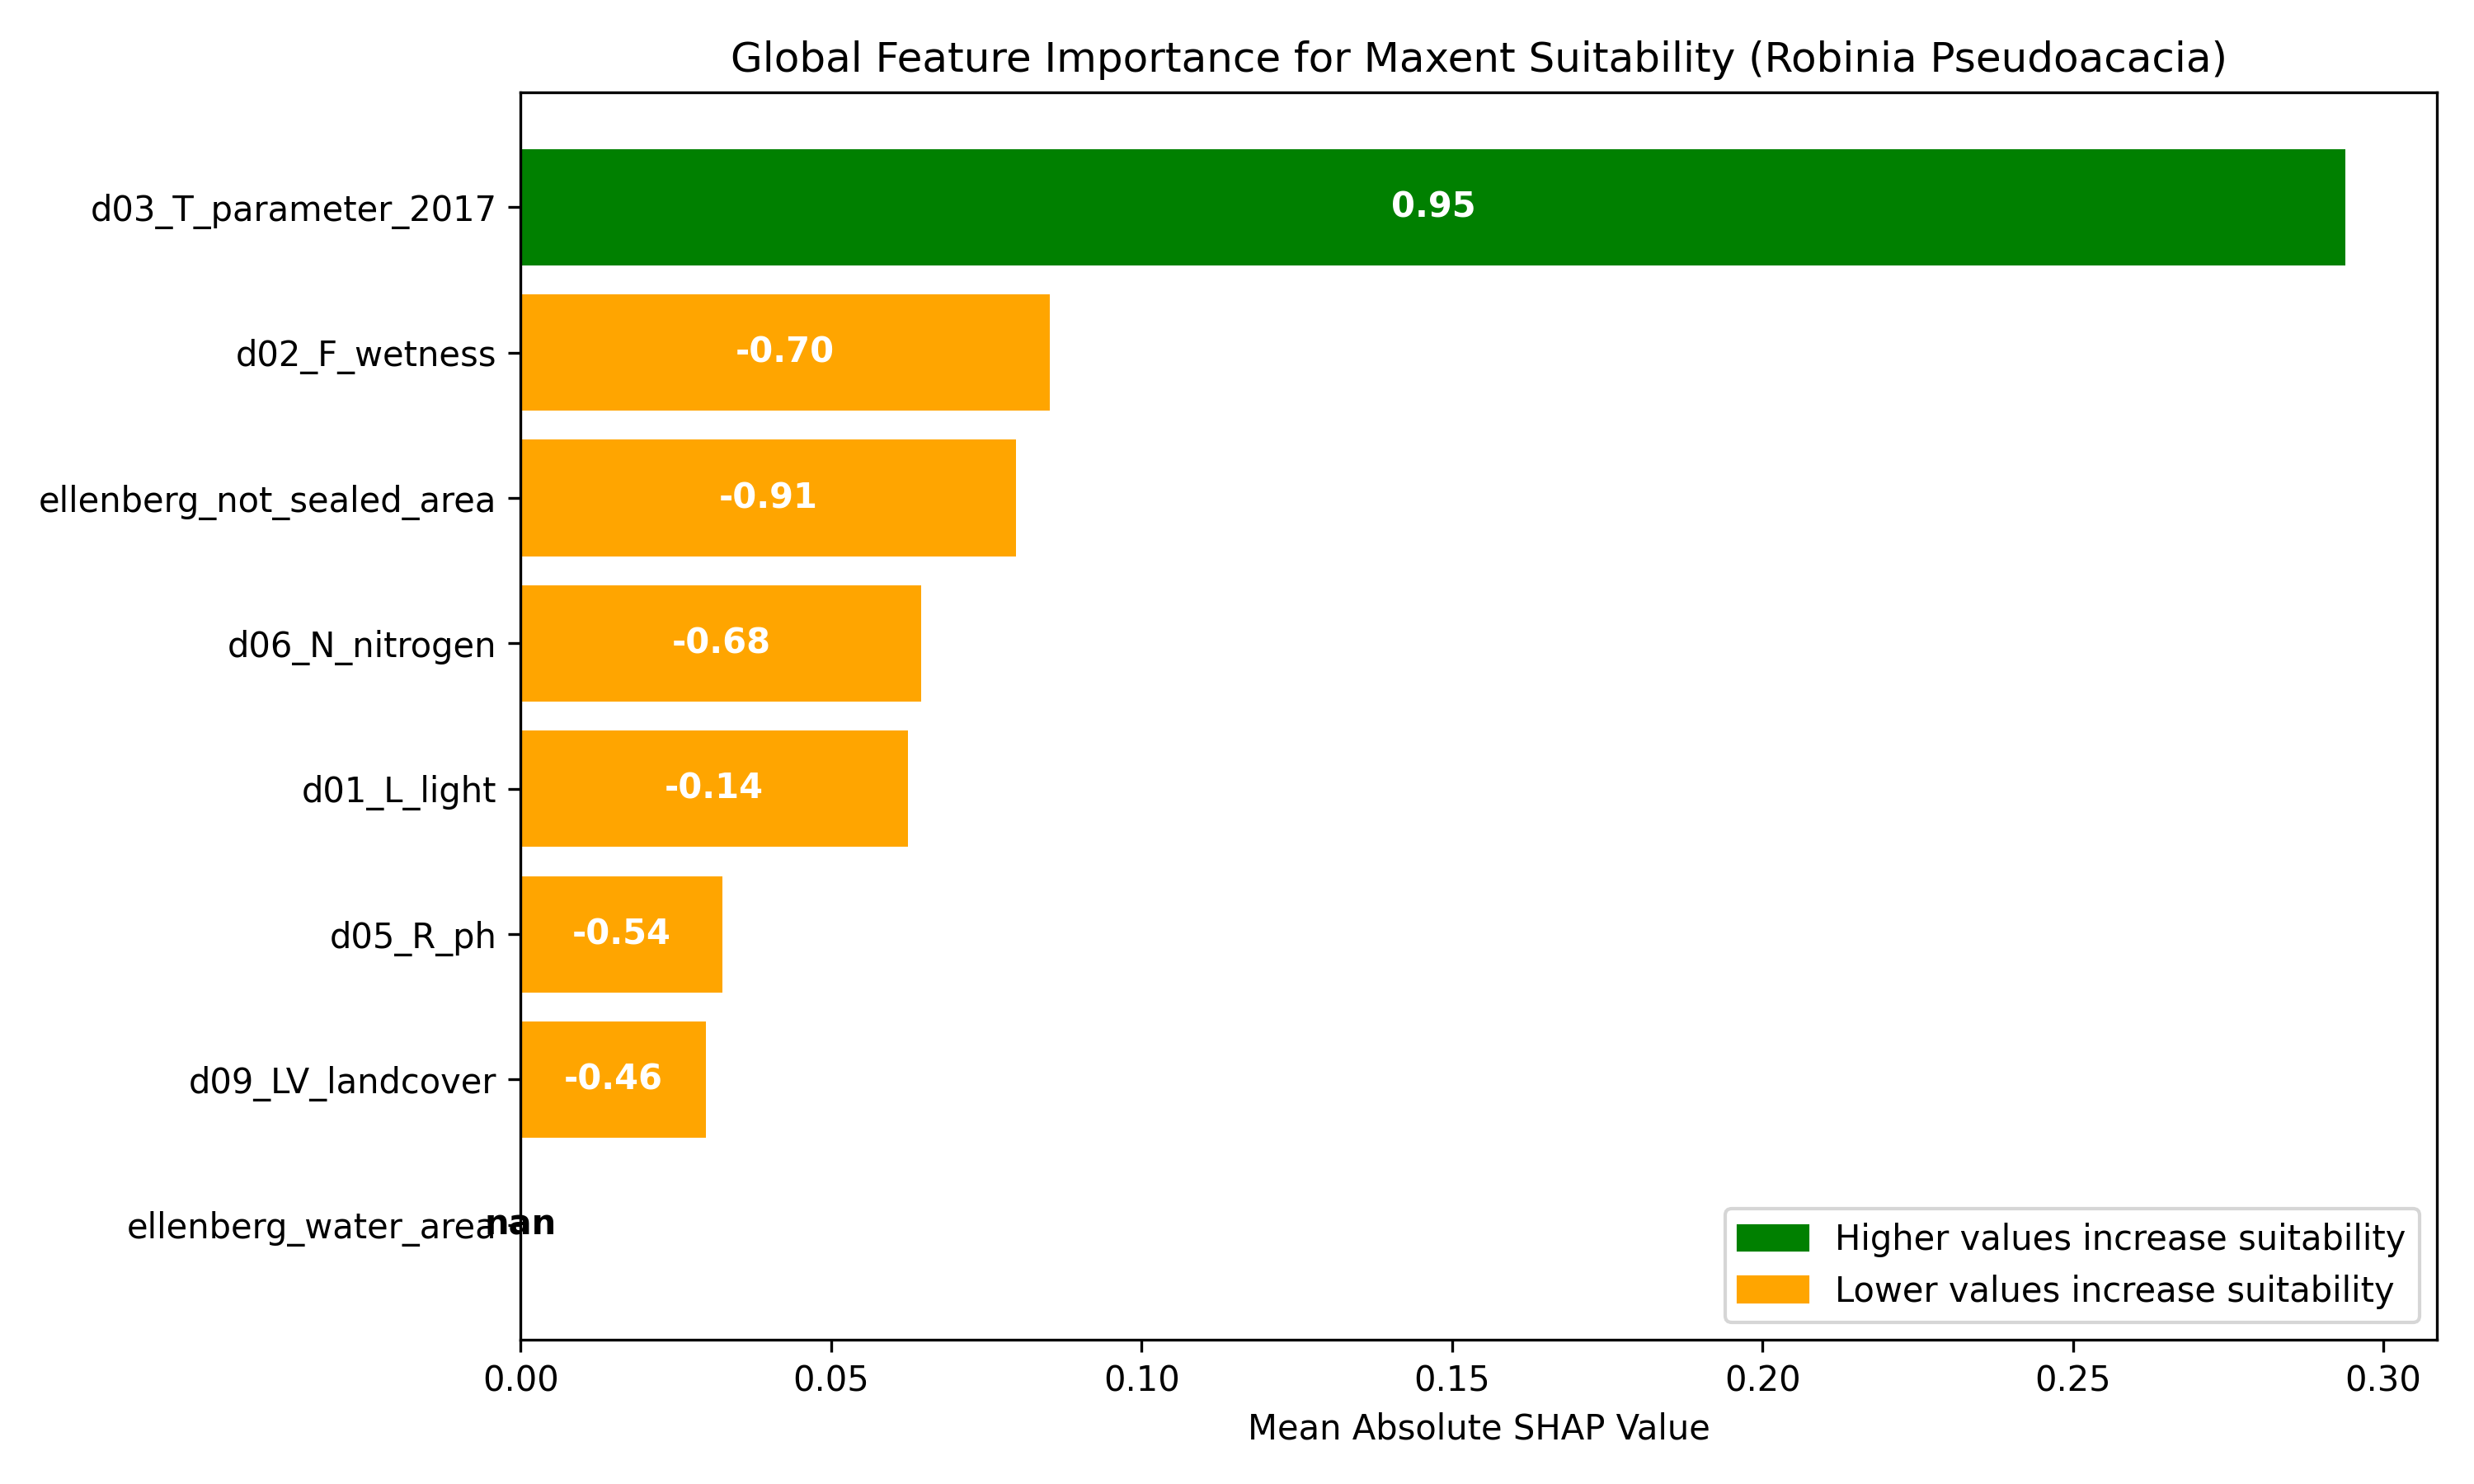 Global Feature Importance for Maxent Suitability (Robinia Pseudoacacia)
d03_T_parameter_2017
0.95
d02_F_wetness
-0.70
ellenberg_not_sealed_area
-0.91
d06_N_nitrogen
-0.68
d01_L_light
-0.14
d05_R_ph
-0.54
d09_LV_landcover
-0.46
ellenberg_water_area
nan
Higher values increase suitability
Lower values increase suitability
0.00 0.05 0.10 0.15 0.20 0.25 0.30
Mean Absolute SHAP Value